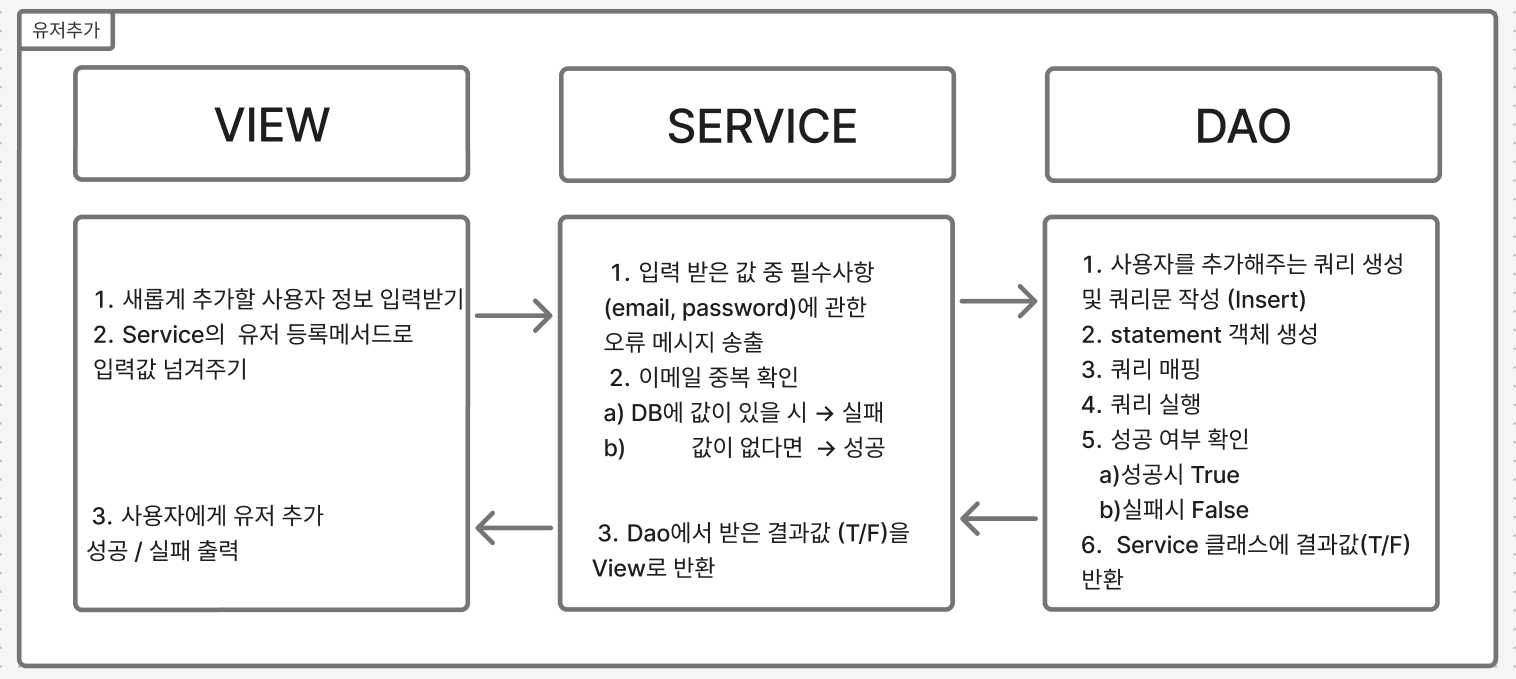 유저추가
VIEW
SERVICE
DAO
1. 새롭게 추가할 사용자 정보 입력받기
2. Service의 유저 등록메서드로
입력값 넘겨주기
3. 사용자에게 유저 추가
성공 / 실패 출력
1. 입력 받은 값 중 필수사항
(email, password)에 관한
오류 메시지 송출
2. 이메일 중복 확인
a) DB에 값이 있을 시 → 실패
b) 값이 없다면 → 성공
3. Dao에서 받은 결과값 (T/F)을
View로 반환
1. 사용자를 추가해주는 쿼리 생성
및 쿼리문 작성 (Insert)
2. statement 객체 생성
3. 쿼리 매핑
4. 쿼리 실행
5. 성공 여부 확인
a)성공시 True
b)실패시 False
6. Service 클래스에 결과값(T/F)
반환